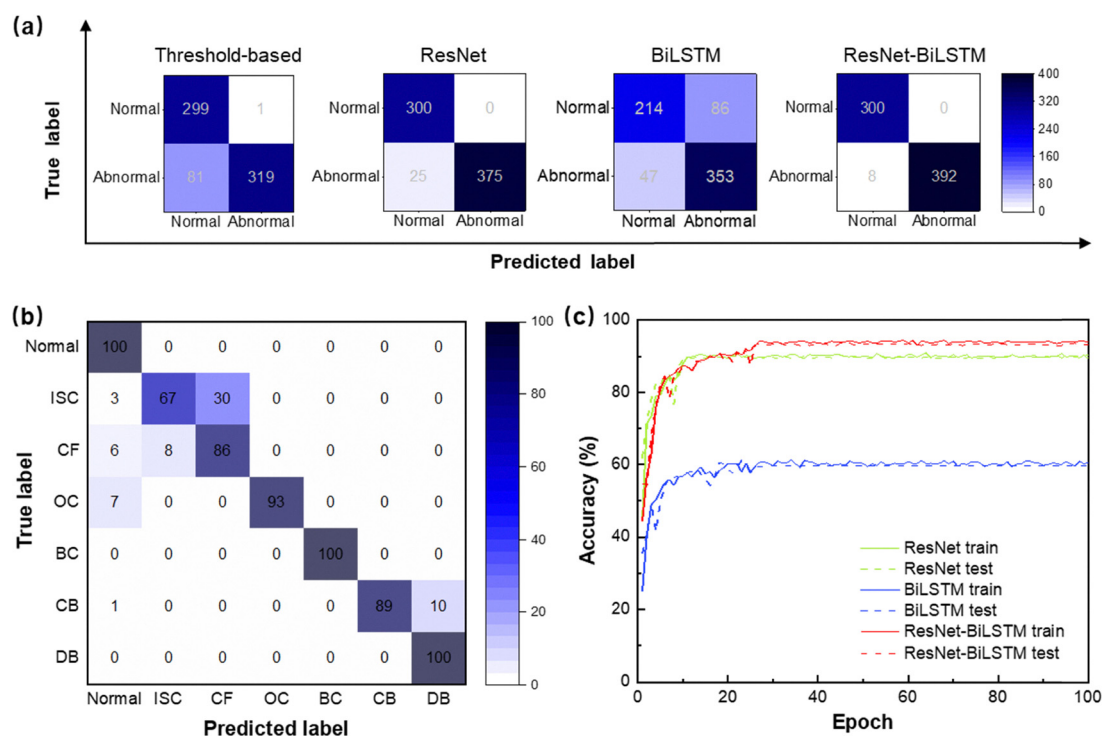 (a)
Threshold-based ResNet BiLSTM ResNet-BiLSTM
True label
Normal 299 1 Normal 300 0 Normal 214 86 Normal 300 0
Abnormal 81 319 Abnormal 25 375 Abnormal 47 353 Abnormal 8 392
Normal Abnormal Normal Abnormal Normal Abnormal Normal Abnormal
400
320
240
160
80
0
Predicted label
(b)
True label
Normal 100 0 0 0 0 0 0
ISC 3 67 30 0 0 0 0
CF 6 8 86 0 0 0 0
OC 7 0 0 93 0 0 0
BC 0 0 0 0 100 0 0
CB 1 0 0 0 0 89 10
DB 0 0 0 0 0 100
Normal ISC CF OC BC CB DB
Predicted label
100
80
60
40
20
0
(c)
Accuracy (%)
100
80
60
40
20
0
ResNet train
ResNet test
BiLSTM train
BiLSTM test
ResNet-BiLSTM train
ResNet-BiLSTM test
0 20 40 60 80 100
Epoch